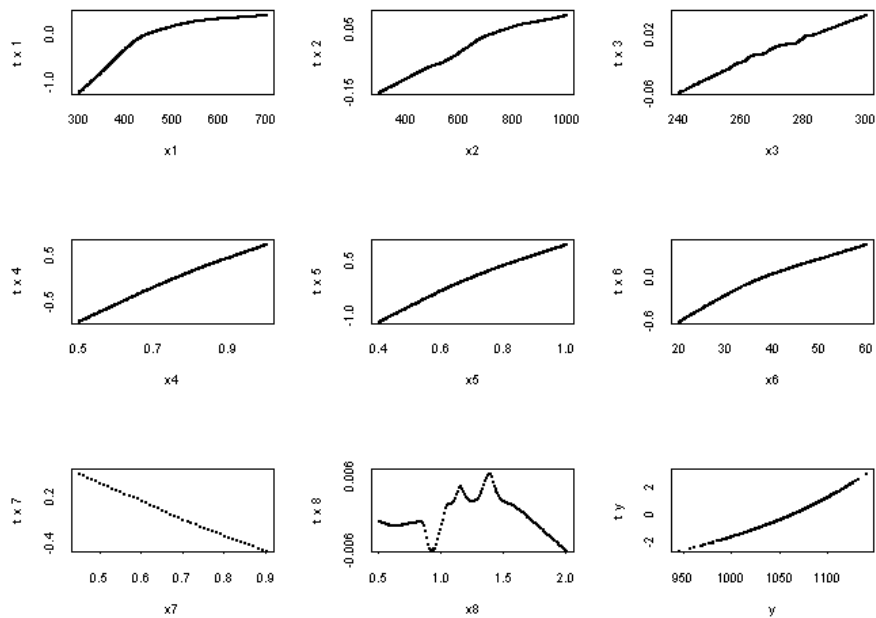 t x 1
0.0
-1.0
300 400 500 600 700
x1
t x 2
0.05
-0.15
400 600 800 1000
x2
t x 3
0.02
-0.06
240 260 280 300
x3
t x 4
0.5
-0.5
0.5 0.7 0.9
x4
t x 5
0.5
-1.0
0.4 0.6 0.8 1.0
x5
t x 6
0.0
-0.6
20 30 40 50 60
x6
t x 7
0.2
-0.4
0.5 0.6 0.7 0.8 0.9
x7
t x 8
0.006
-0.006
0.5 1.0 1.5 2.0
x8
t y
2
0
-2
950 1000 1050 1100
y